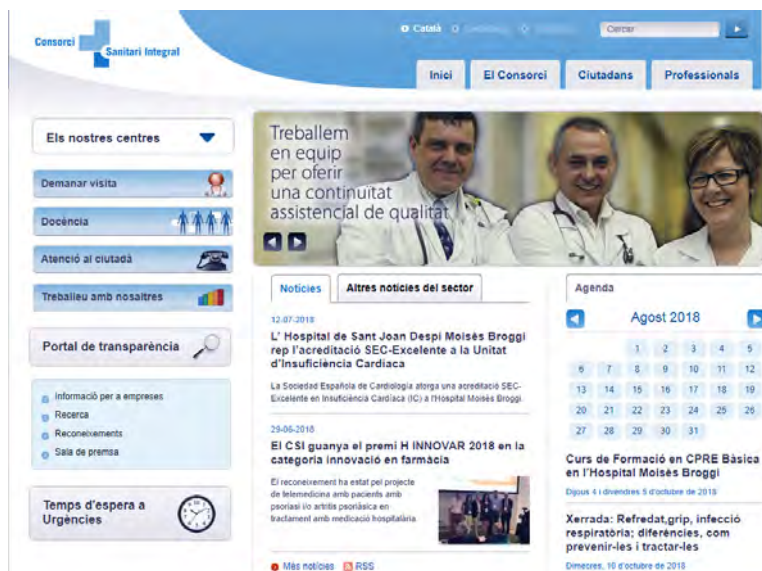 Consorci
Sanitari Integral
Català
Cercar
Inici
El Consorci
Ciutadans
Professionals
Els nostres centres
Demanar visita
Docència
Atenció al ciutadà
Treballeu amb nosaltres
Portal de transparència
Informació per a empreses
Recerca
Reconeixements
Sala de premsa
Temps d'espera a
Urgències
Treballem
en equip
per oferir
una continuïtat
assistencial de qualitat
Notícies
Altres notícies del sector
12-07-2018
L' Hospital de Sant Joan Despí Moisès Broggi
rep l'acreditació SEC-Excelente a la Unitat
d'Insuficiència Cardiaca
La Sociedad Española de Cardiología atorga una acreditació SEC-
Excelente en Insuficència Cardíaca (IC) a l'Hospital Moisès Broggi
29-06-2018
El CSI guanya el premi H INNOVAR 2018 en la
categoria innovació en farmàcia
El reconeixement ha estat pel projecte
de telemedicina amb pacients amb
psoriasi i/o artritis psoriàsica en
tractament amb medicació hospitalària.
Més notícies
RSS
Agenda
Agost 2018
1 2 3 4 5
6 7 8 9 10 11 12
13 14 15 16 17 18 19
20 21 22 23 24 25 26
27 28 29 30 31
Curs de Formació en CPRE Bàsica
en l'Hospital Moisès Broggi
Dijous 4 i divendres 5 d'octubre de 2018
Xerrada: Refredat,grip, infecció
respiratòria; diferències, com
prevenir-les i tractar-les
Dimecres, 10 d'octubre de 2018